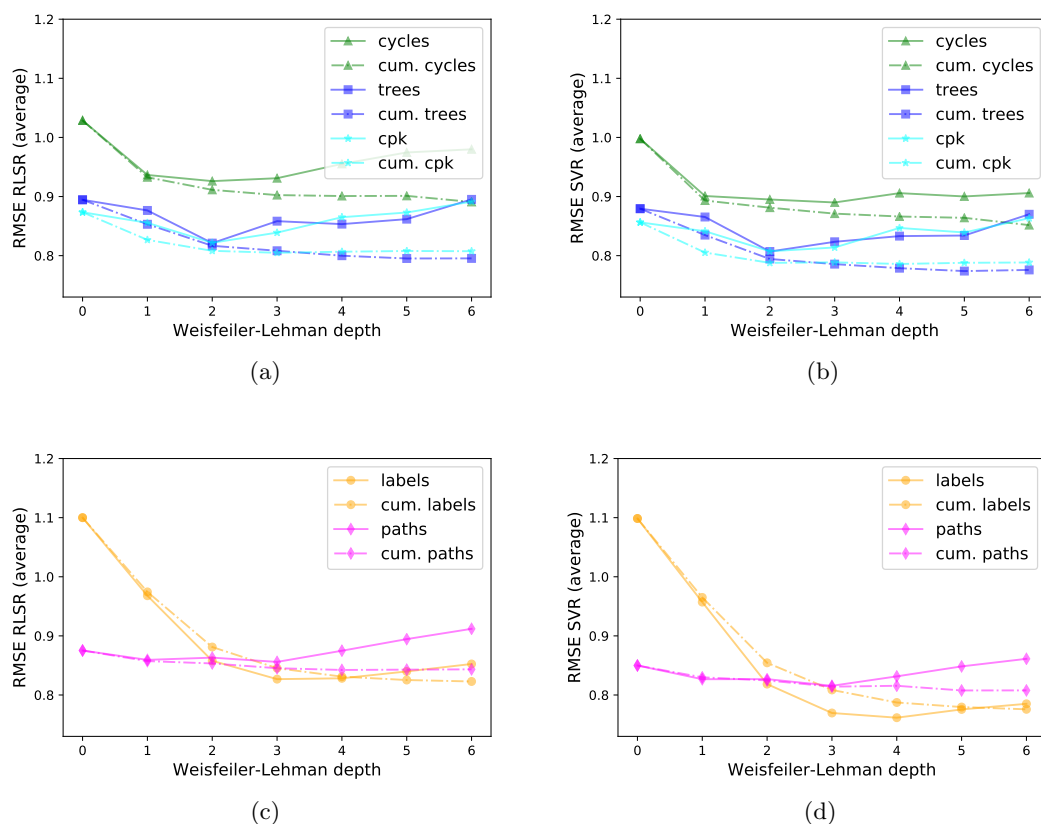 1.2
1.1
1.0
0.9
0.8
RMSE RLSR (average)
cycles
cum. cycles
trees
cum. trees
cpk
cum. cpk
0 1 2 3 4 5 6
Weisfeiler-Lehman depth
(a)
1.2
1.1
1.0
0.9
0.8
RMSE SVR (average)
cycles
cum. cycles
trees
cum. trees
cpk
cum. cpk
0 1 2 3 4 5 6
Weisfeiler-Lehman depth
(b)
1.2
1.1
1.0
0.9
0.8
RMSE RLSR (average)
labels
cum. labels
paths
cum. paths
0 1 2 3 4 5 6
Weisfeiler-Lehman depth
(c)
1.2
1.1
1.0
0.9
0.8
RMSE SVR (average)
labels
cum. labels
paths
cum. paths
0 1 2 3 4 5 6
Weisfeiler-Lehman depth
(d)